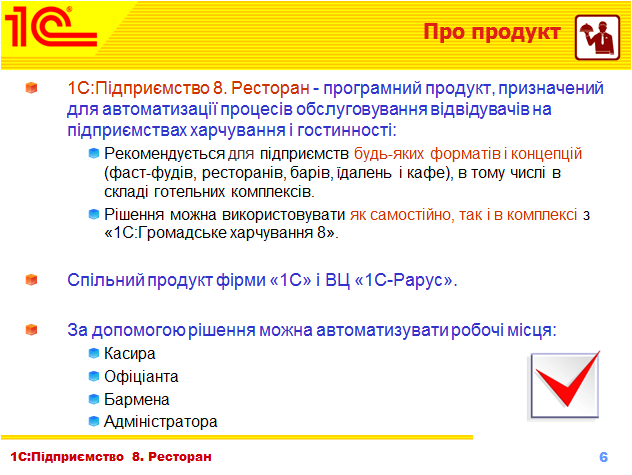 1С
Про продукт
1С:Підприємство 8. Ресторан - програмний продукт, призначений
для автоматизації процесів обслуговування відвідувачів на
підприємствах харчування і гостинності:
Рекомендується для підприємств будь-яких форматів і концепцій
(фаст-фудів, ресторанів, барів, їдалень і кафе), в тому числі в
складі готельних комплексів.
Рішення можна використовувати як самостійно, так і в комплексі з
«1С:Громадське харчування 8».
Спільний продукт фірми «1С» і ВЦ «1С-Рарус».
За допомогою рішення можна автоматизувати робочі місця:
Касира
Офіціанта
Бармена
Адміністратора
1С:Підприємство 8. Ресторан
6